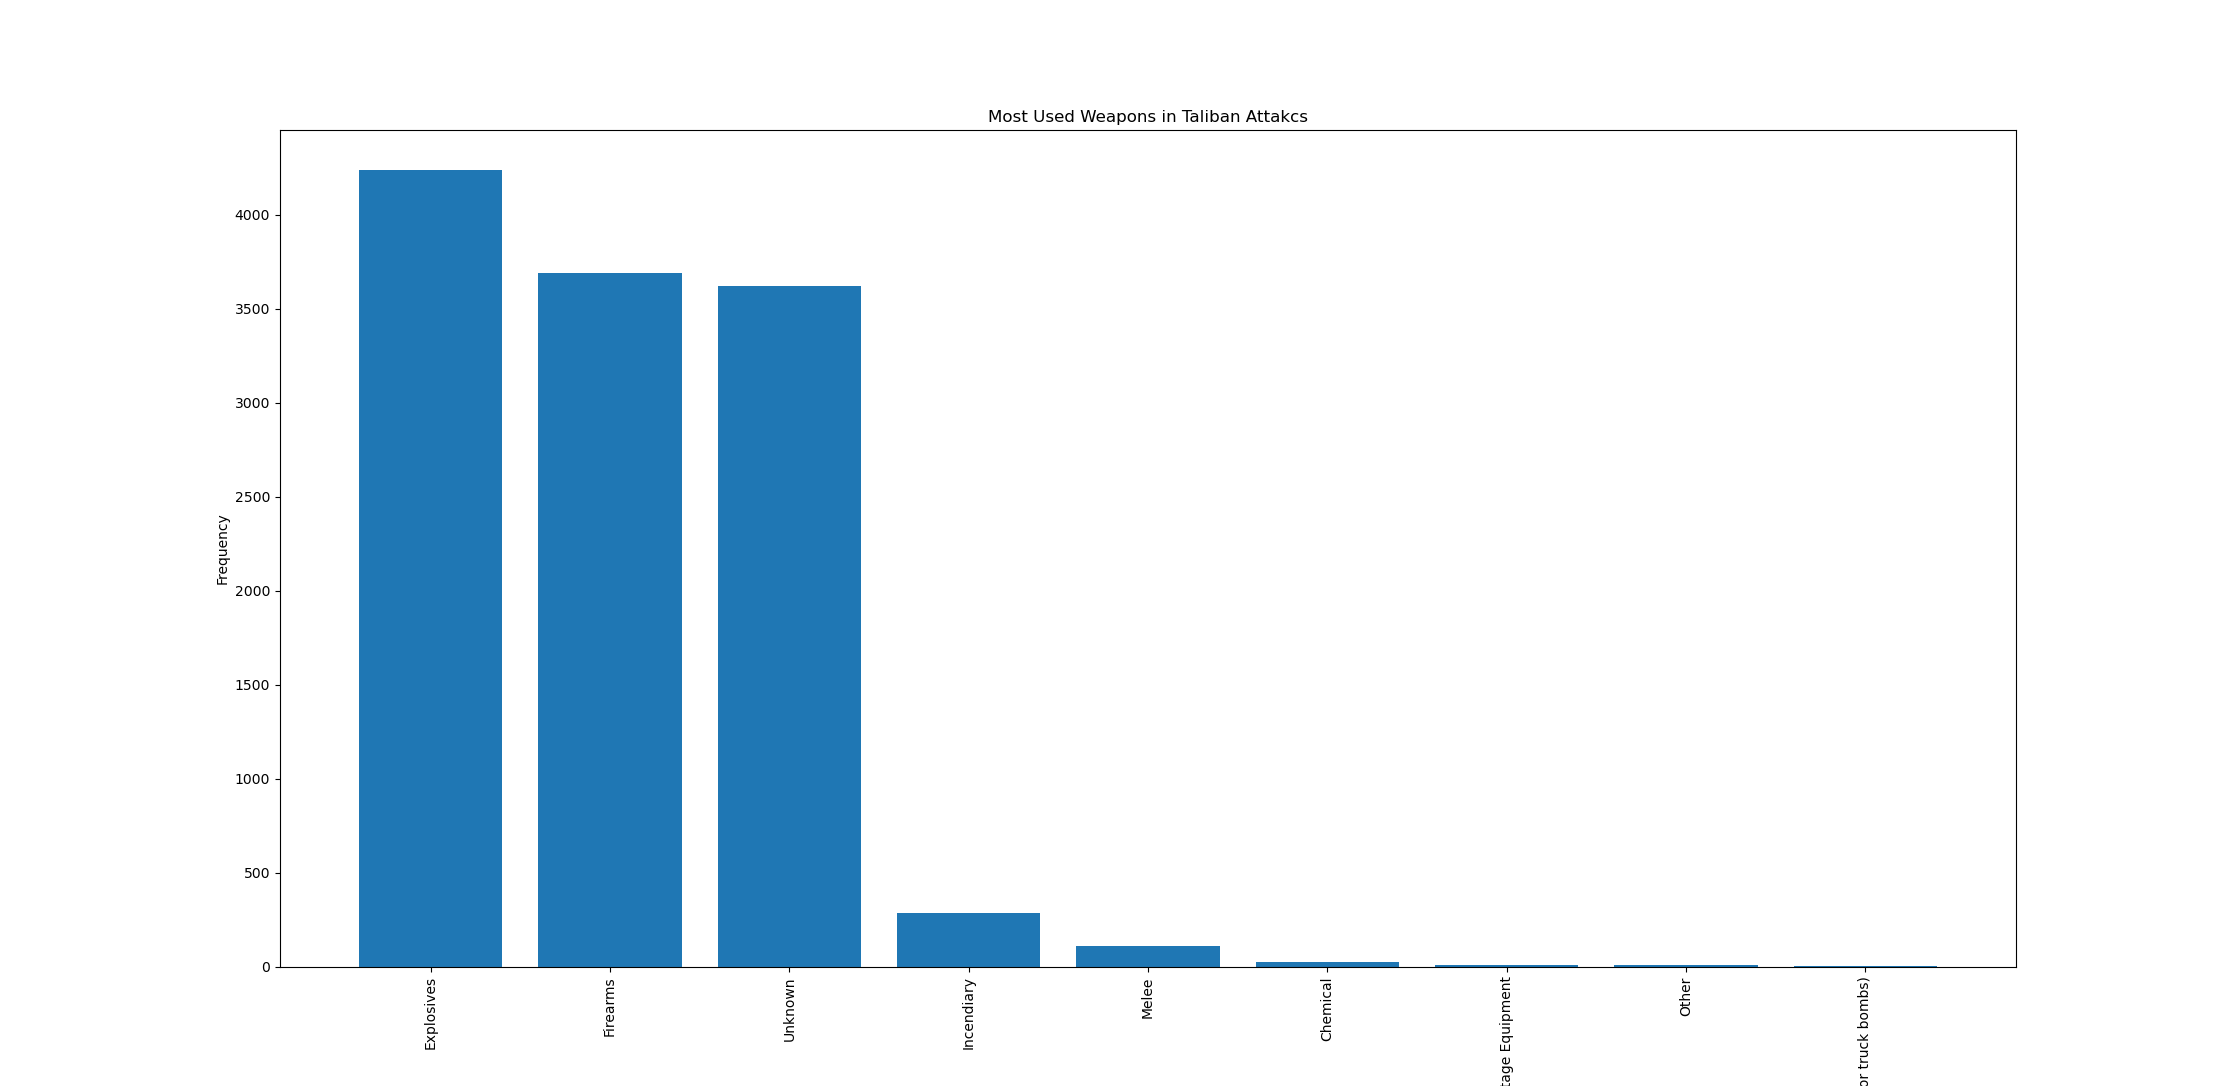 Most Used Weapons in Taliban Attakcs
Frequency
4000
3500
3000
2500
2000
1500
1000
500
0
Explosives
Firearms
Unknown
Incendiary
Melee
Chemical
tage Equipment
Other
or truck bombs)